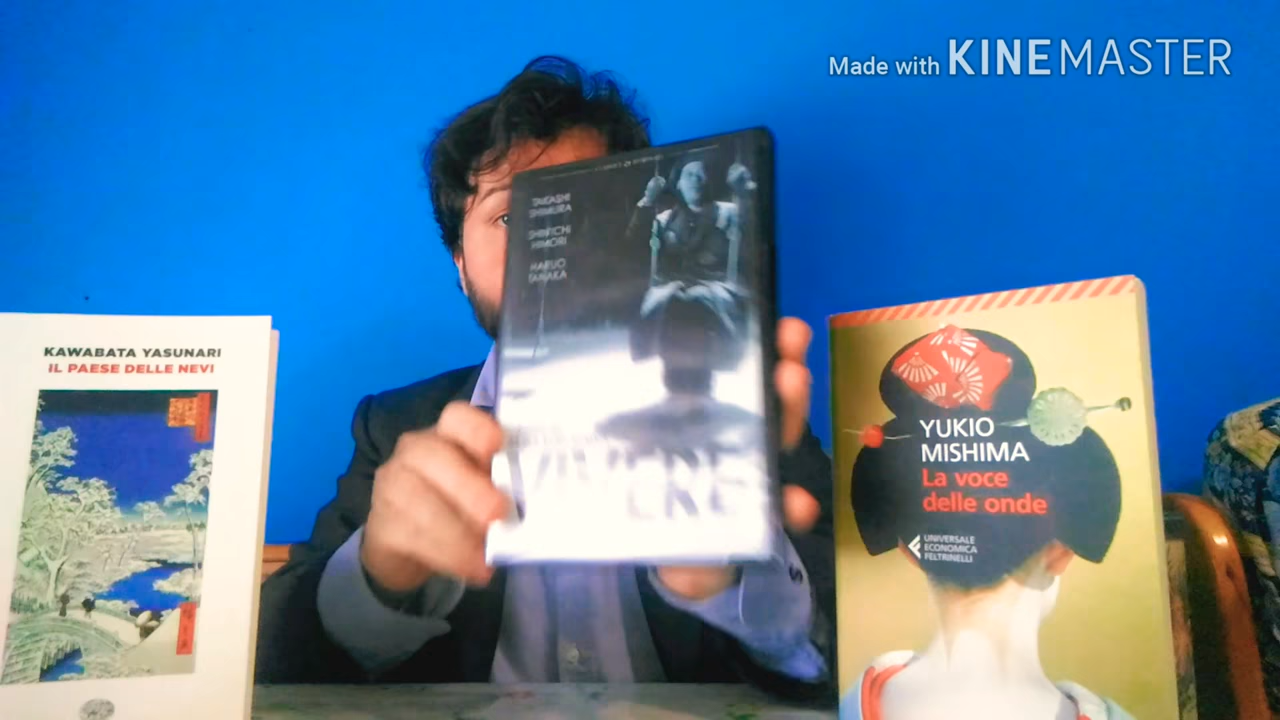 Made with KINEMASTER
TAKASHI
SHIMURA
SHINICHI
HIMORI
HARUO
TANAKA
VIVERE
KAWABATA YASUNARI
IL PAESE DELLE NEVI
YUKIO
MISHIMA
La voce
delle onde
UNIVERSALE
ECONOMICA
FELTRINELLI